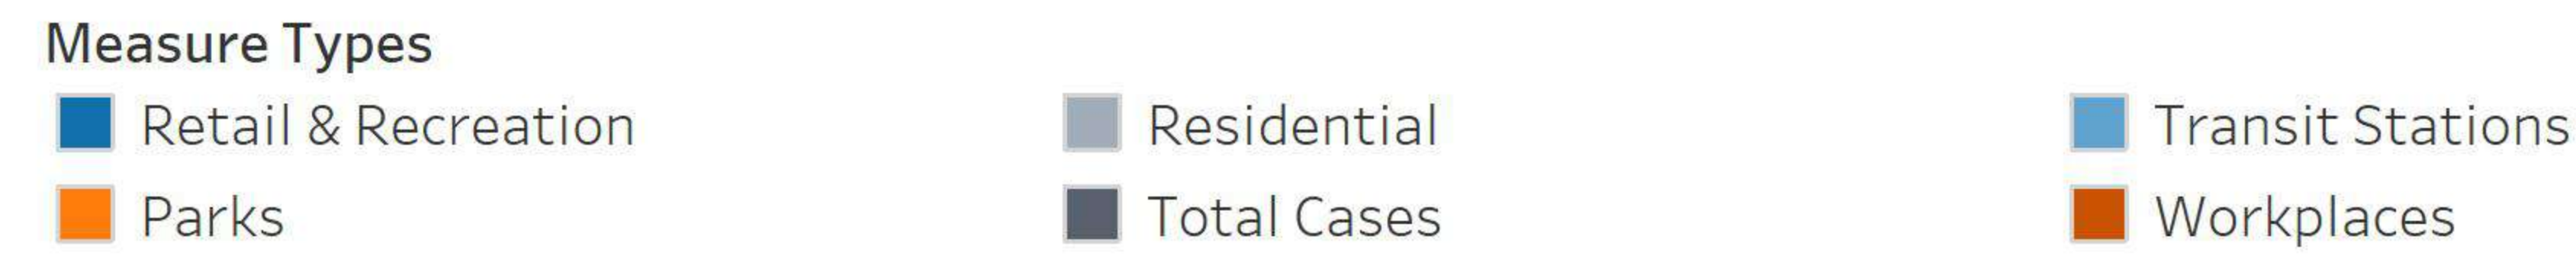 Measure Types
Retail & Recreation
Residential
Transit Stations
Parks
Total Cases
Workplaces